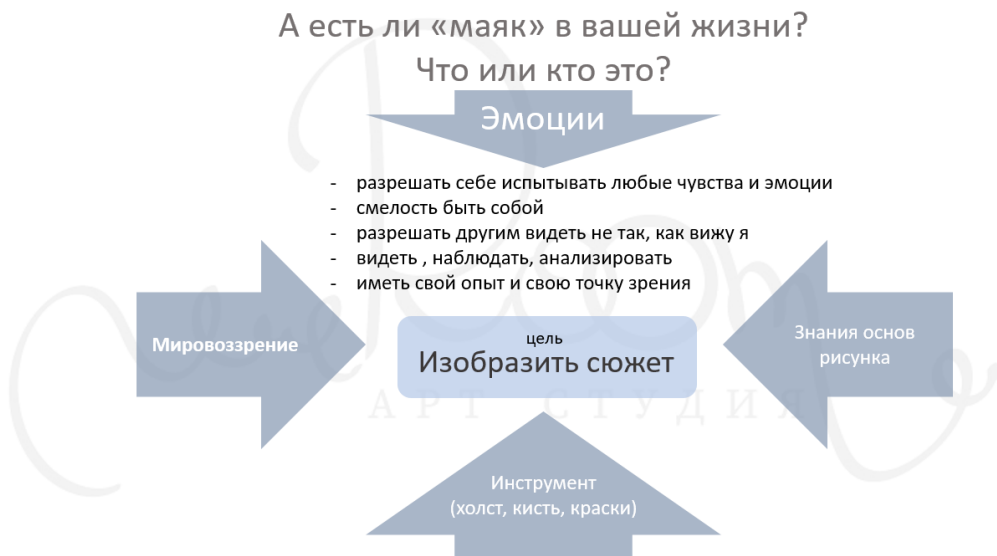 А есть ли «маяк» в вашей жизни?
Что или кто это?
Эмоции
- разрешать себе испытывать любые чувства и эмоции
- смелость быть собой
- разрешать другим видеть не так, как вижу я
- видеть , наблюдать, анализировать
- иметь свой опыт и свою точку зрения
Мировоззрение
цель
Изобразить сюжет
Знания основ
рисунка
АРТ СТУДИЯ
Инструмент
(холст, кисть, краски)